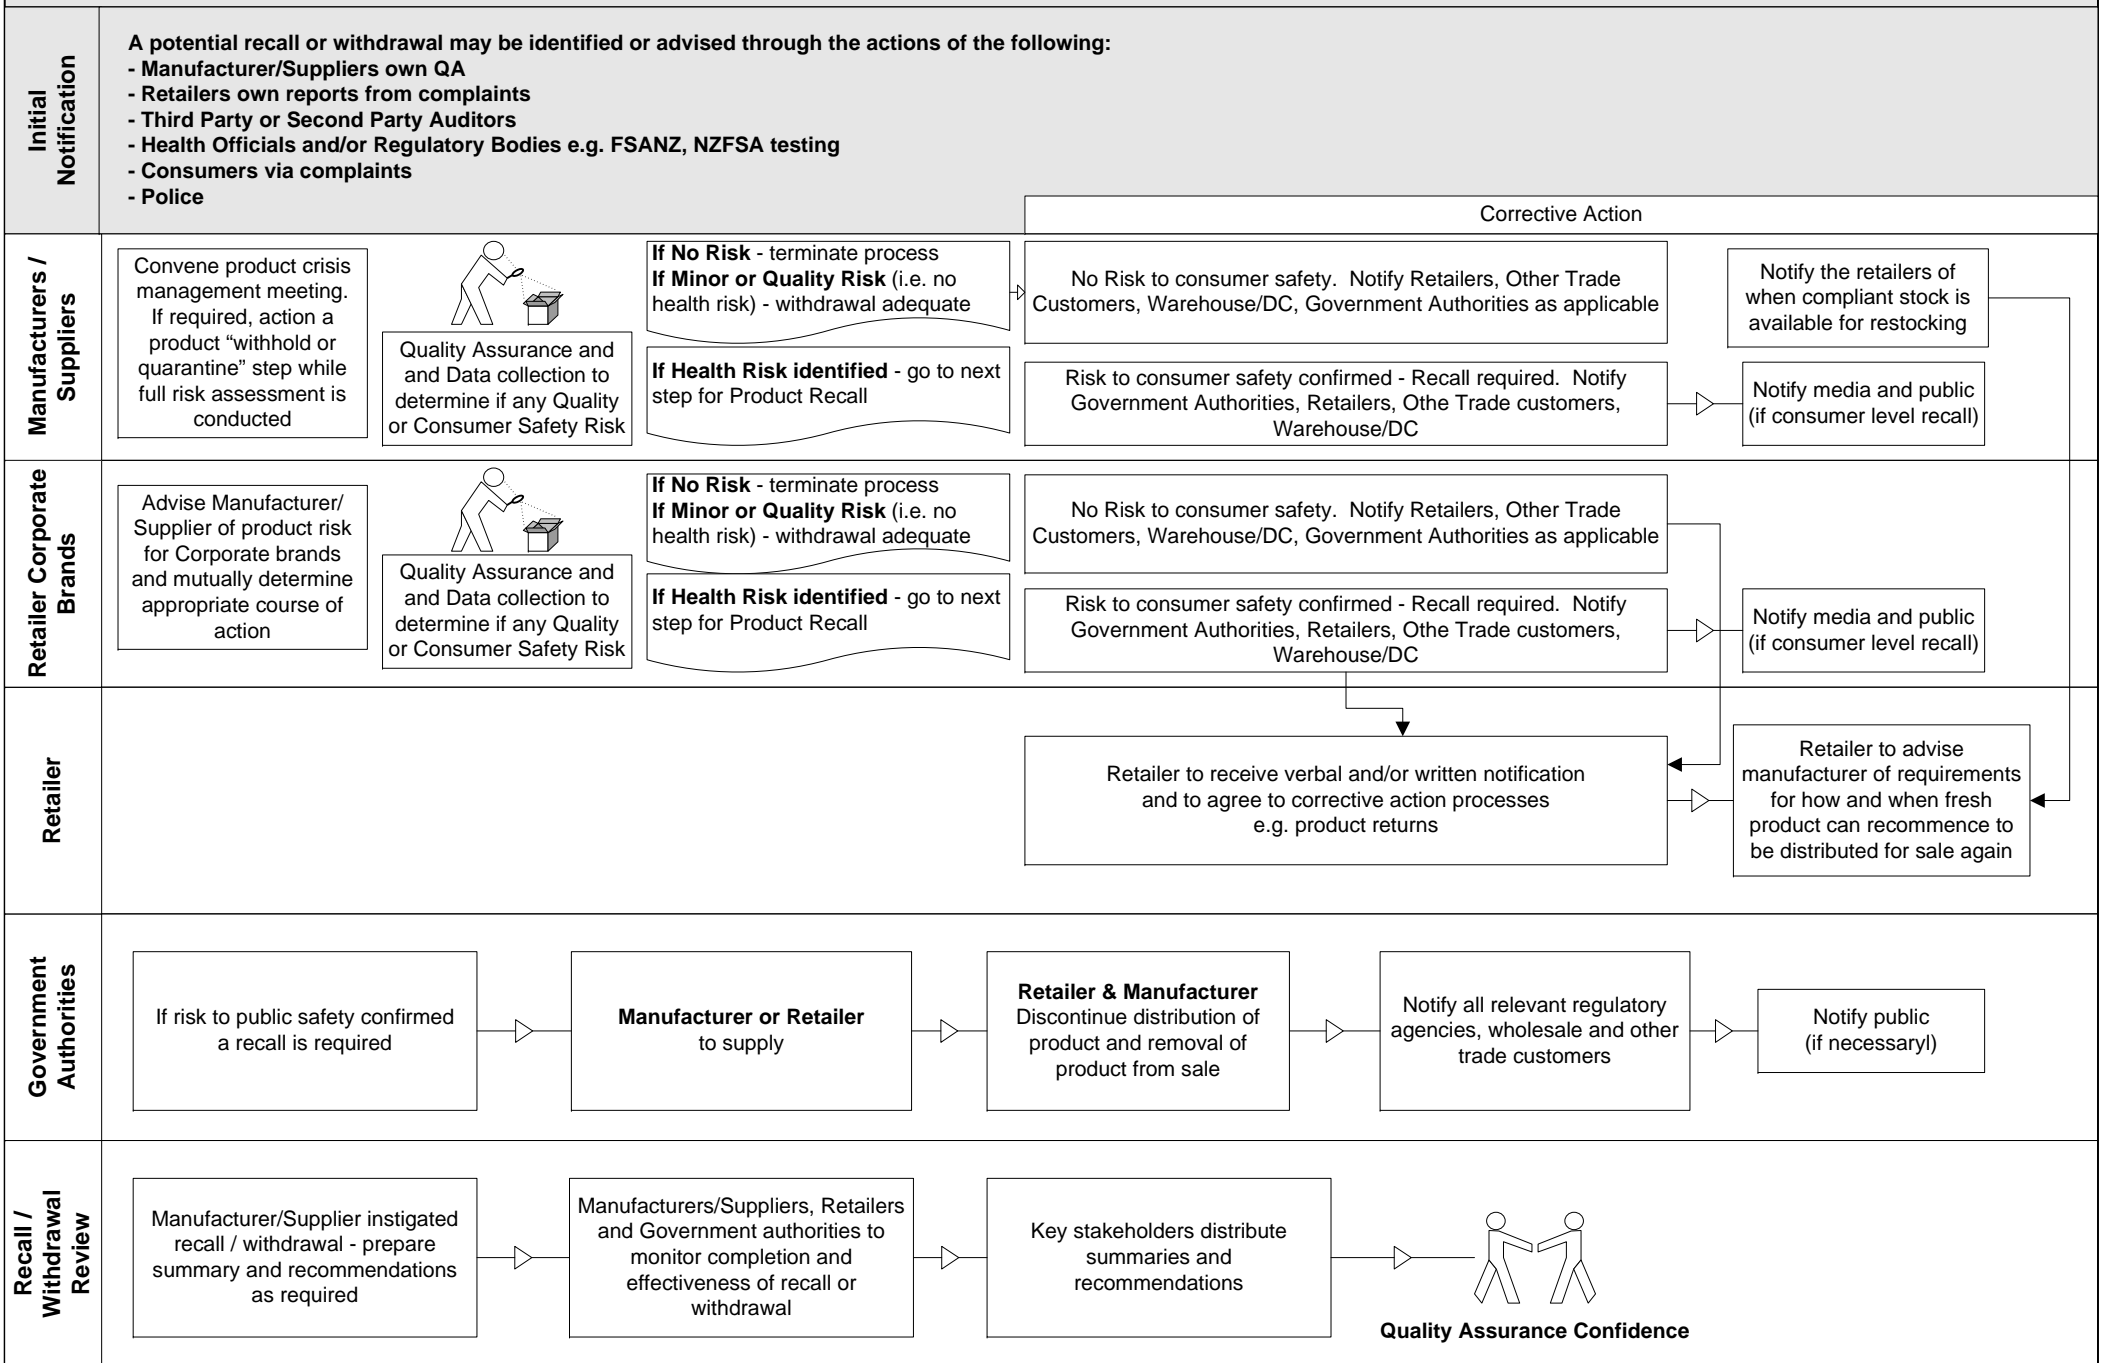 Initial
Notification
A potential recall or withdrawal may be identified or advised through the actions of the following:
- Manufacturer/Suppliers own QA
- Retailers own reports from complaints
- Third Party or Second Party Auditors
- Health Officials and/or Regulatory Bodies e.g. FSANZ, NZFSA testing
- Consumers via complaints
- Police
Corrective Action
Manufacturers /
Suppliers
Convene product crisis
management meeting.
If required, action a
product “withhold or
quarantine” step while
full risk assessment is
conducted
Quality Assurance and
and Data collection to
determine if any Quality
or Consumer Safety Risk
If No Risk - terminate process
If Minor or Quality Risk (i.e. no
health risk) - withdrawal adequate
If Health Risk identified - go to next
step for Product Recall
No Risk to consumer safety. Notify Retailers, Other Trade
Customers, Warehouse/DC, Government Authorities as applicable
Risk to consumer safety confirmed - Recall required. Notify
Government Authorities, Retailers, Othe Trade customers,
Warehouse/DC
Notify the retailers of
when compliant stock is
available for restocking
Notify media and public
(if consumer level recall)
Retailer Corporate
Brands
Advise Manufacturer/
Supplier of product risk
for Corporate brands
and mutually determine
appropriate course of
action
Quality Assurance and
and Data collection to
determine if any Quality
or Consumer Safety Risk
If No Risk - terminate process
If Minor or Quality Risk (i.e. no
health risk) - withdrawal adequate
If Health Risk identified - go to next
step for Product Recall
No Risk to consumer safety. Notify Retailers, Other Trade
Customers, Warehouse/DC, Government Authorities as applicable
Risk to consumer safety confirmed - Recall required. Notify
Government Authorities, Retailers, Othe Trade customers,
Warehouse/DC
Notify media and public
(if consumer level recall)
Retailer
Retailer to receive verbal and/or written notification
and to agree to corrective action processes
e.g. product returns
Retailer to advise
manufacturer of requirements
for how and when fresh
product can recommence to
be distributed for sale again
Government
Authorities
If risk to public safety confirmed
a recall is required
Manufacturer or Retailer
to supply
Retailer & Manufacturer
Discontinue distribution of
product and removal of
product from sale
Notify all relevant regulatory
agencies, wholesale and other
trade customers
Notify public
(if necessaryl)
Recall /
Withdrawal
Review
Manufacturer/Supplier instigated
recall / withdrawal - prepare
summary and recommendations
as required
Manufacturers/Suppliers, Retailers
and Government authorities to
monitor completion and
effectiveness of recall or
withdrawal
Key stakeholders distribute
summaries and
recommendations
Quality Assurance Confidence